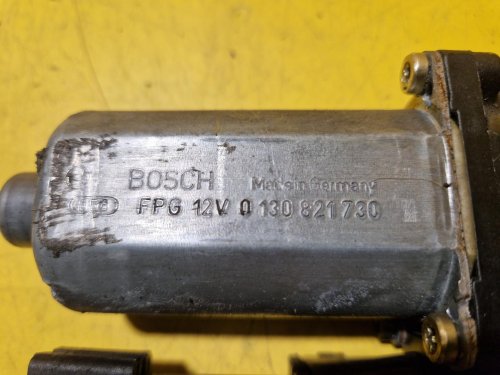 BOSCH Made in Germany
FPG 12V 0 130 821 730